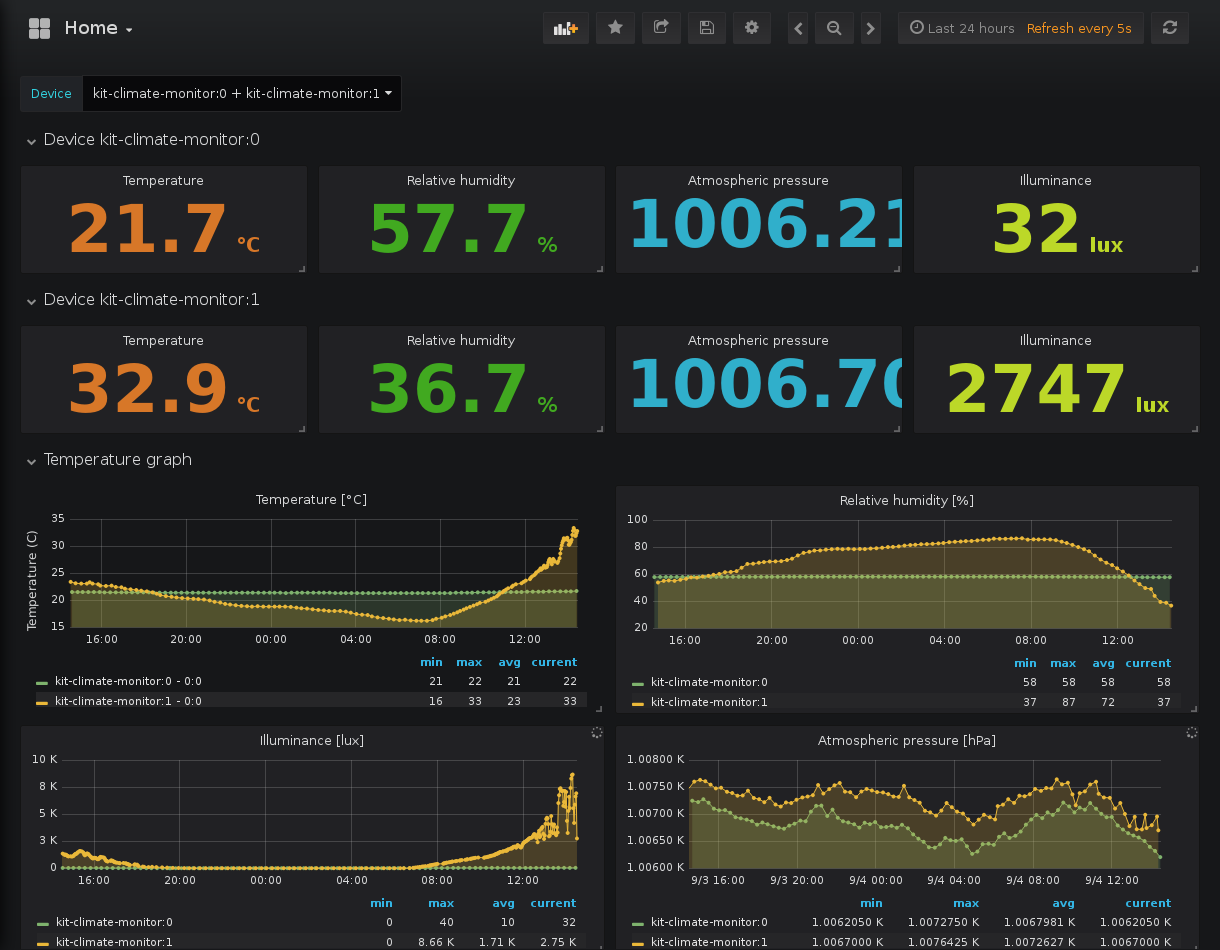 Home
Last 24 hours Refresh every 5s
Device kit-climate-monitor:0 + kit-climate-monitor:1
Device kit-climate-monitor:0
Temperature Relative humidity Atmospheric pressure Illuminance
21.7 °C 57.7 % 1006.21 32 lux
Device kit-climate-monitor:1
Temperature Relative humidity Atmospheric pressure Illuminance
32.9 °C 36.7 % 1006.70 2747 lux
Temperature graph
Temperature [°C]
Temperature (C)
35
30
25
20
15
16:00 20:00 00:00 04:00 08:00 12:00
min max avg current
kit-climate-monitor:0 - 0:0 21 22 21 22
kit-climate-monitor:1 - 0:0 16 33 23 33
Relative humidity [%]
100
80
60
40
20
16:00 20:00 00:00 04:00 08:00 12:00
min max avg current
kit-climate-monitor:0 58 58 58 58
kit-climate-monitor:1 37 87 72 37
Illuminance [lux]
10 K
8 K
5 K
3 K
0
16:00 20:00 00:00 04:00 08:00 12:00
min max avg current
kit-climate-monitor:0 0 40 10 32
kit-climate-monitor:1 0 8.66 K 1.71 K 2.75 K
Atmospheric pressure [hPa]
1.00800 K
1.00750 K
1.00700 K
1.00650 K
1.00600 K
9/3 16:00 9/3 20:00 9/4 00:00 9/4 04:00 9/4 08:00 9/4 12:00
min max avg current
kit-climate-monitor:0 1.0062050 K 1.0072750 K 1.0067981 K 1.0062050 K
kit-climate-monitor:1 1.0067000 K 1.0076425 K 1.0072627 K 1.0067000 K